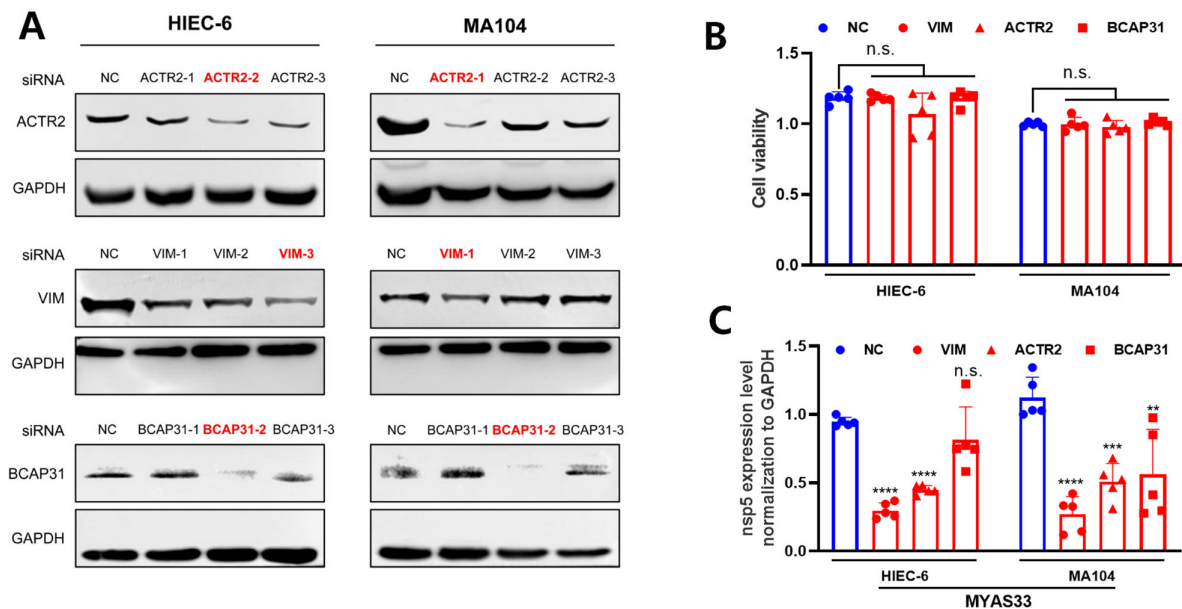 A
HIEC-6
MA104
siRNA NC ACTR2-1 ACTR2-2 ACTR2-3 NC ACTR2-1 ACTR2-2 ACTR2-3
ACTR2
GAPDH
siRNA NC VIM-1 VIM-2 VIM-3 NC VIM-1 VIM-2 VIM-3
VIM
GAPDH
siRNA NC BCAP31-1 BCAP31-2 BCAP31-3 NC BCAP31-1 BCAP31-2 BCAP31-3
BCAP31
GAPDH
B
NC VIM ACTR2 BCAP31
Cell viability
1.5
1.0
0.5
0.0
n.s.
n.s.
HIEC-6 MA104
C
NC VIM ACTR2 BCAP31
nsp5 expression level
normalization to GAPDH
1.5
1.0
0.5
0.0
**** **** n.s. **** *** **
HIEC-6 MA104
MYAS33